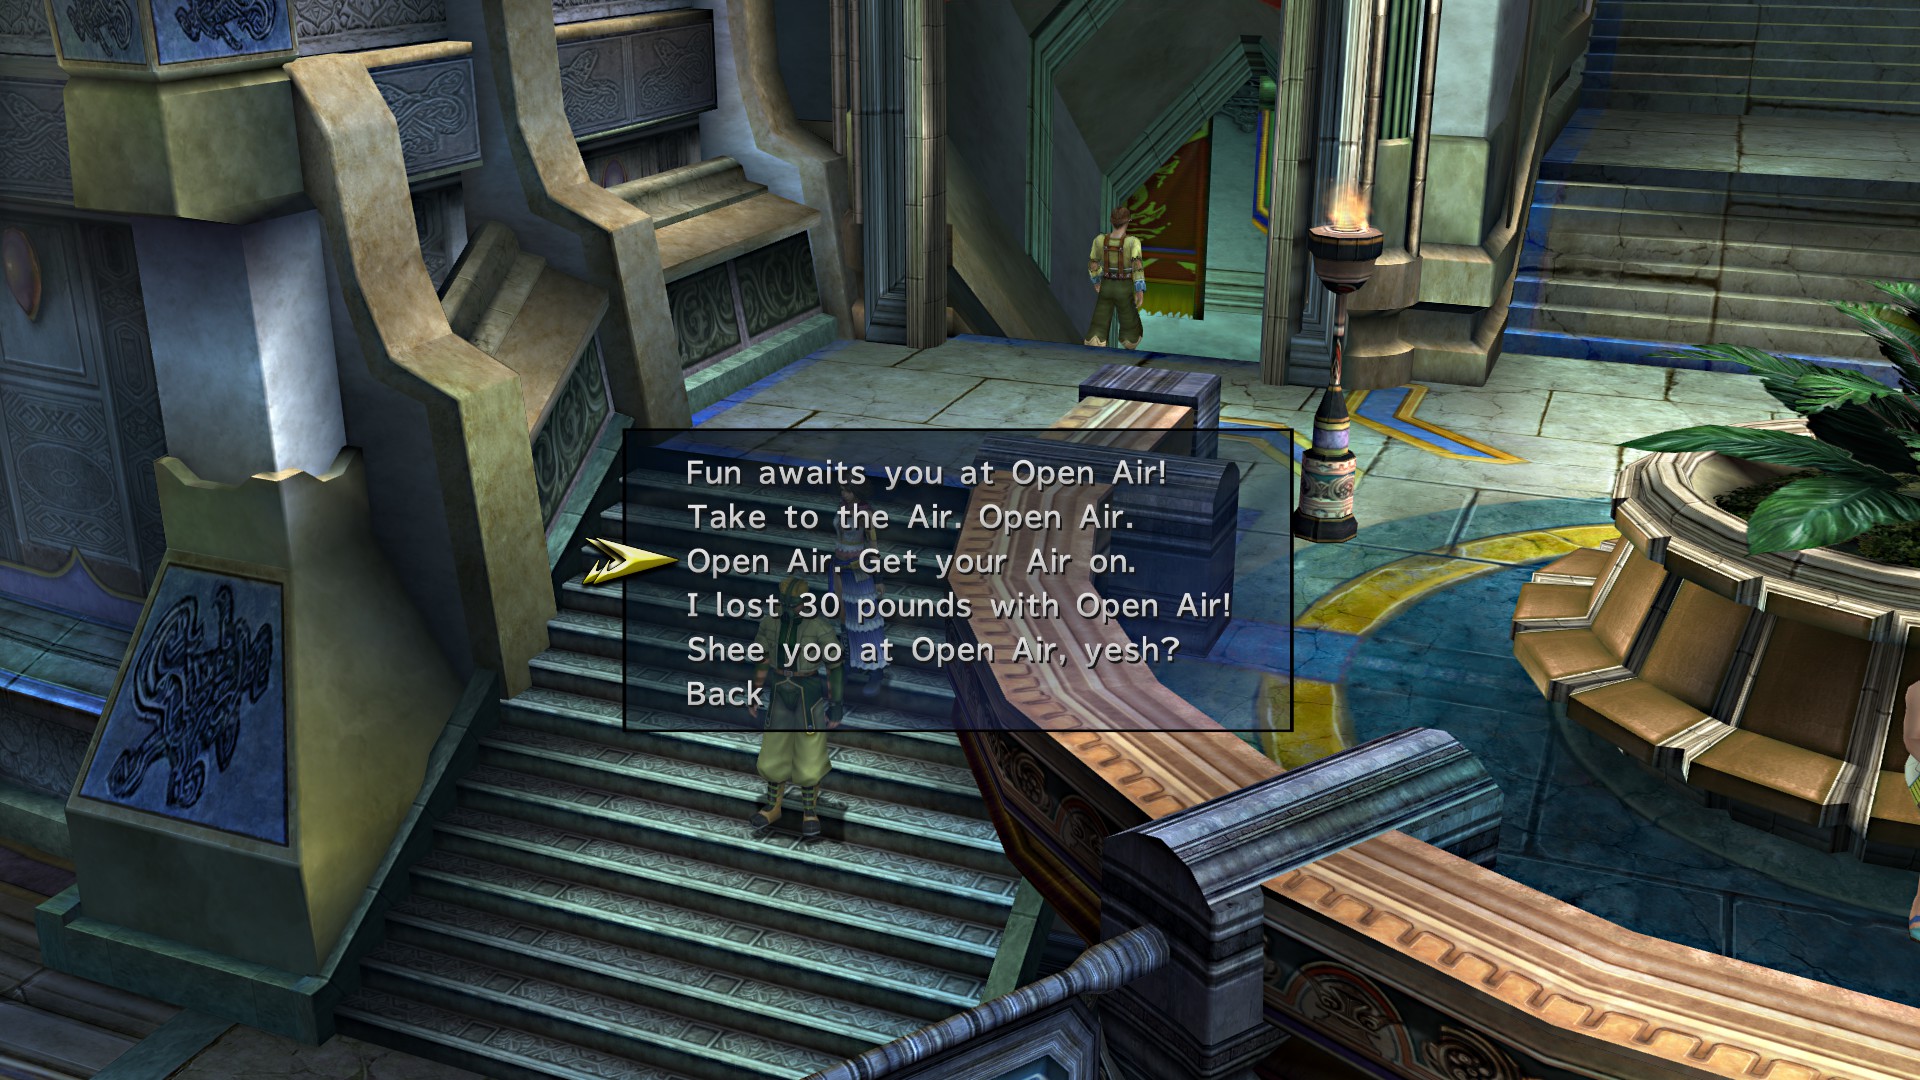 Fun awaits you at Open Air!
Take to the Air. Open Air.
Open Air. Get your Air on.
I lost 30 pounds with Open Air!
Shee yoo at Open Air, yesh?
Back